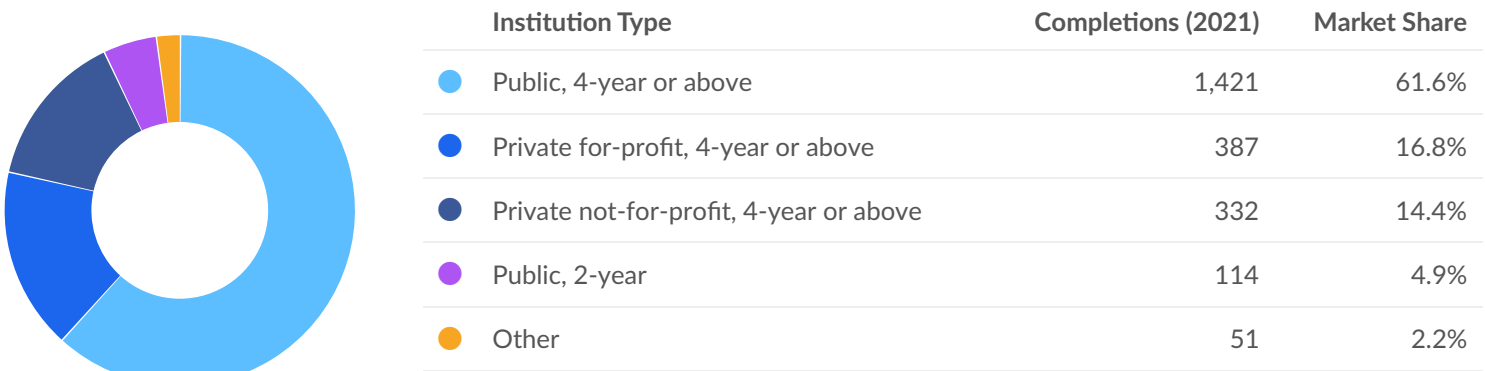 Institution Type Completions (2021) Market Share
Public, 4-year or above 1,421 61.6%
Private for-profit, 4-year or above 387 16.8%
Private not-for-profit, 4-year or above 332 14.4%
Public, 2-year 114 4.9%
Other 51 2.2%